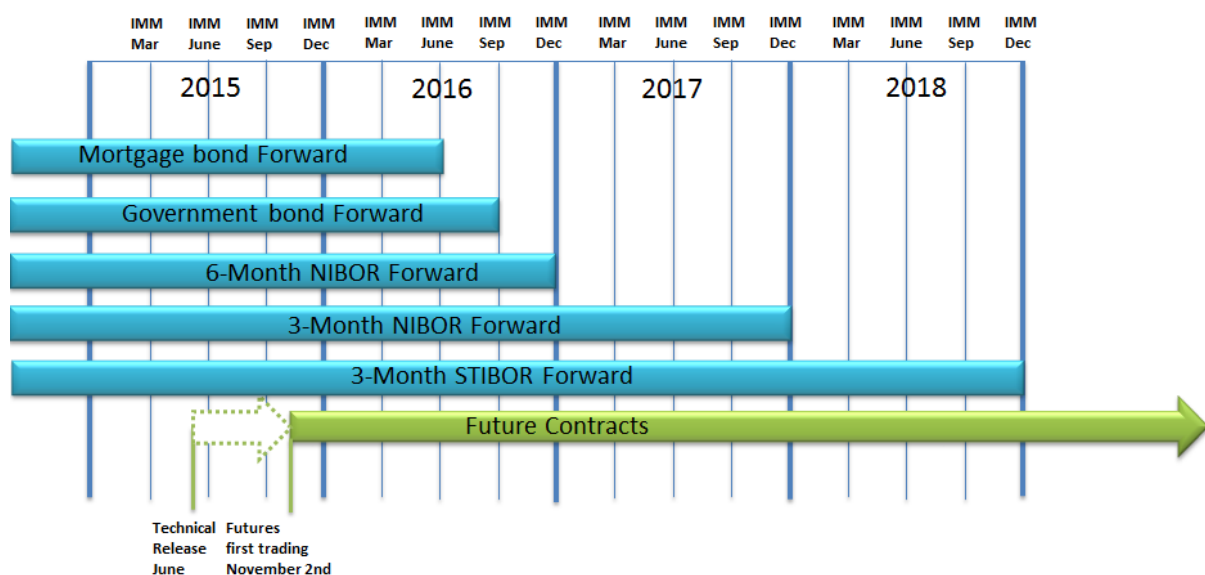 IMM IMM IMM IMM IMM IMM IMM IMM IMM IMM IMM IMM IMM IMM IMM IMM
Mar June Sep Dec Mar June Sep Dec Mar June Sep Dec Mar June Sep Dec
2015 2016 2017 2018
Mortgage bond Forward
Government bond Forward
6-Month NIBOR Forward
3-Month NIBOR Forward
3-Month STIBOR Forward
Future Contracts
Technical Futures
Release first trading
June November 2nd